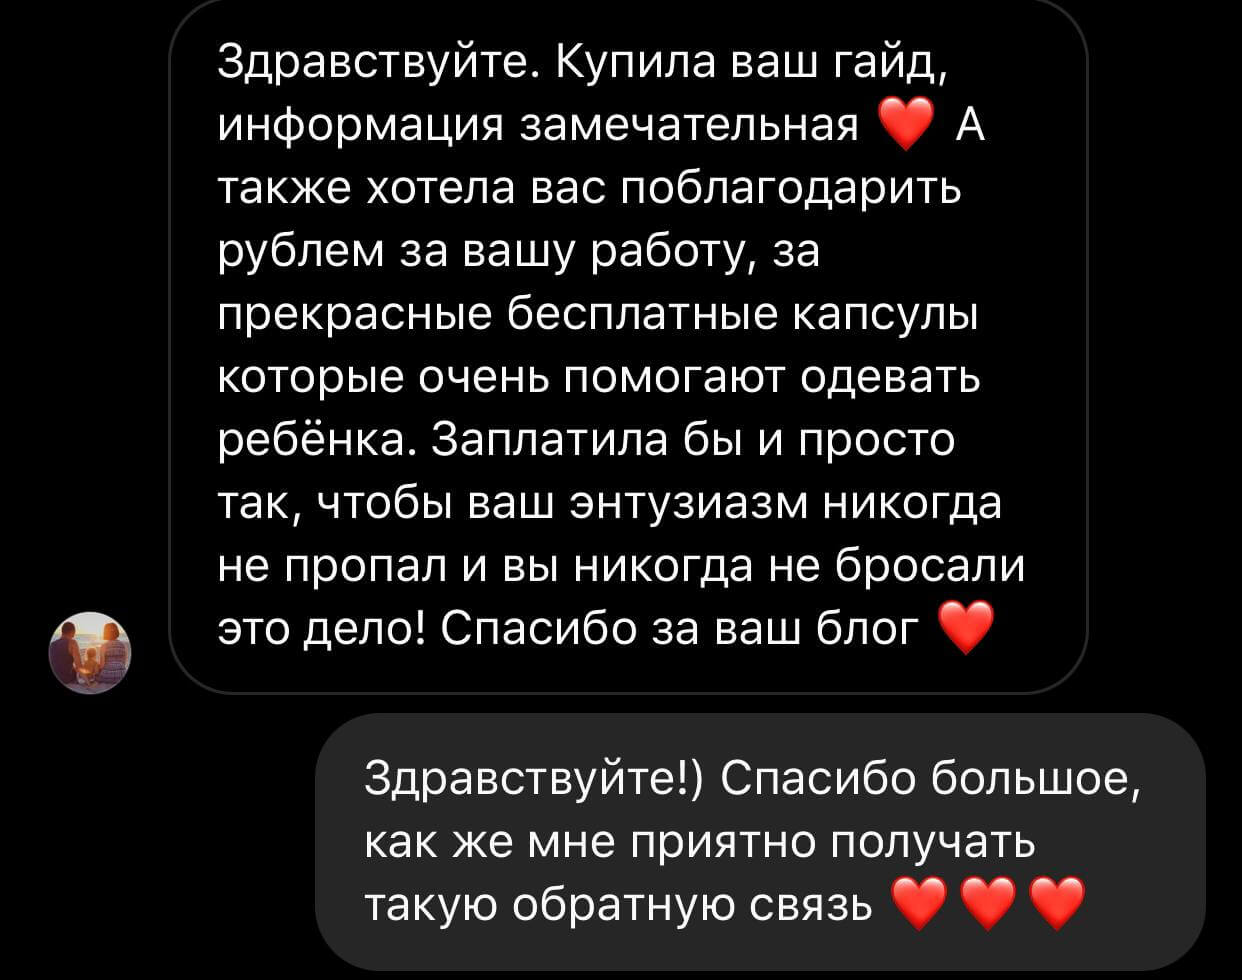 Здравствуйте. Купила ваш гайд,
информация замечательная ❤️ А
также хотела вас поблагодарить
рублем за вашу работу, за
прекрасные бесплатные капсулы
которые очень помогают одевать
ребёнка. Заплатила бы и просто
так, чтобы ваш энтузиазм никогда
не пропал и вы никогда не бросали
это дело! Спасибо за ваш блог ❤️
Здравствуйте!) Спасибо большое,
как же мне приятно получать
такую обратную связь ❤️❤️❤️